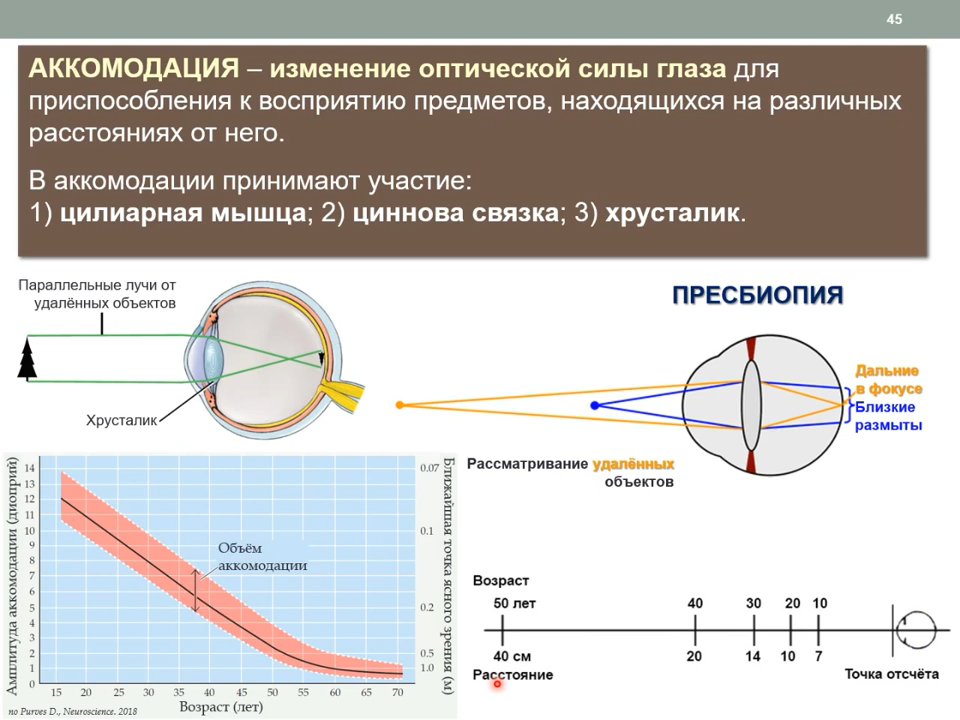 45
АККОМОДАЦИЯ – изменение оптической силы глаза для
приспособления к восприятию предметов, находящихся на различных
расстояниях от него.
В аккомодации принимают участие:
1) цилиарная мышца; 2) циннова связка; 3) хрусталик.
Параллельные лучи от
удалённых объектов
Хрусталик
ПРЕСБИОПИЯ
Дальние
в фокусе
Близкие
размыты
Рассматривание удалённых
объектов
Амплитуда аккомодации (диоприй)
14
13
12
11
10
9
8
7
6
5
4
3
2
1
0
Объём
аккомодации
0.07
0.1
0.2
0.5
1.0
Ближайшая точка ясного зрения (м)
15 20 25 30 35 40 45 50 55 60 65 70
Возраст (лет)
по Purves D., Neuroscience. 2018
Возраст
50 лет 40 30 20 10
40 см 20 14 10 7
Расстояние
Точка отсчёта